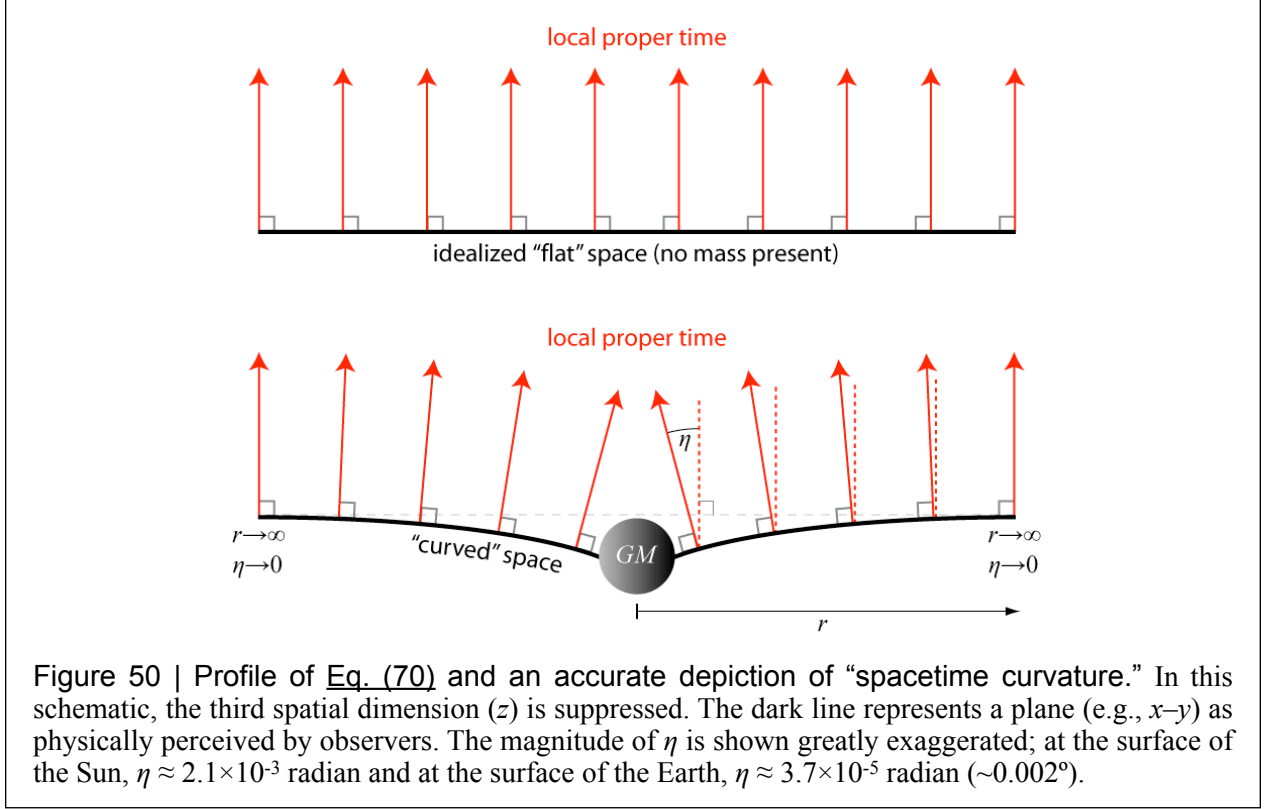 local proper time
idealized “flat” space (no mass present)
local proper time
η
GM
“curved” space
r→∞
η→0
r→∞
η→0
r
Figure 50 | Profile of Eq. (70) and an accurate depiction of “spacetime curvature.” In this
schematic, the third spatial dimension (z) is suppressed. The dark line represents a plane (e.g., x–y) as
physically perceived by observers. The magnitude of η is shown greatly exaggerated; at the surface of
the Sun, η ≈ 2.1×10⁻³ radian and at the surface of the Earth, η ≈ 3.7×10⁻⁵ radian (~0.002º).